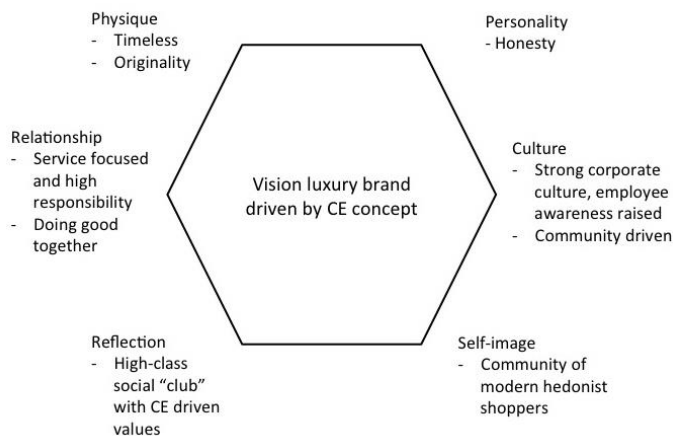 Physique
- Timeless
- Originality
Personality
- Honesty
Relationship
- Service focused
and high
responsibility
- Doing good
together
Vision luxury brand
driven by CE concept
Culture
- Strong corporate
culture, employee
awareness raised
- Community driven
Reflection
- High-class
social “club”
with CE driven
values
Self-image
- Community of
modern hedonist
shoppers